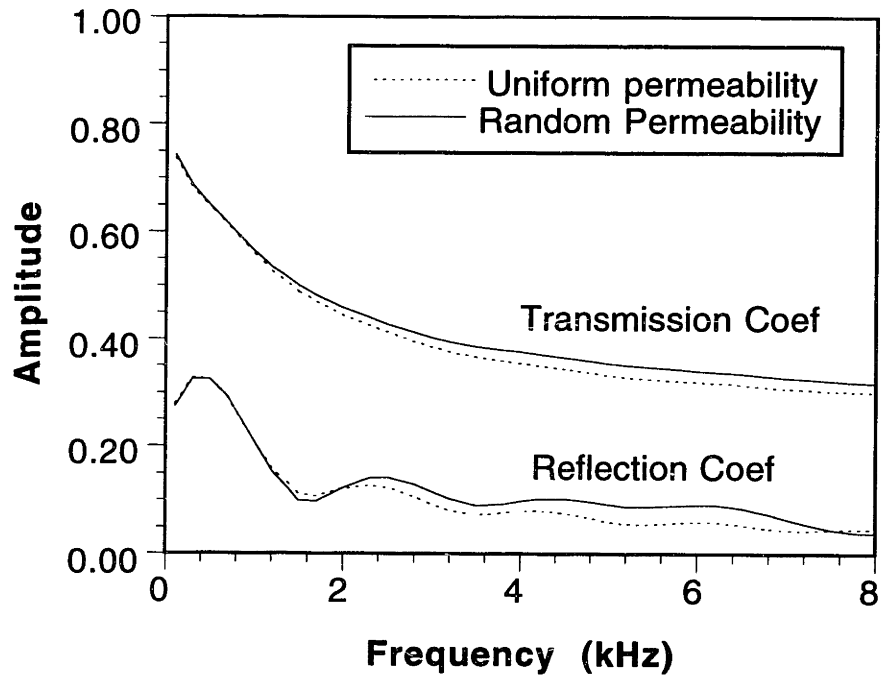 1.00
0.80
0.60
0.40
0.20
0.00
Amplitude
Uniform permeability
Random Permeability
Transmission Coef
Reflection Coef
0
2
4
6
8
Frequency (kHz)